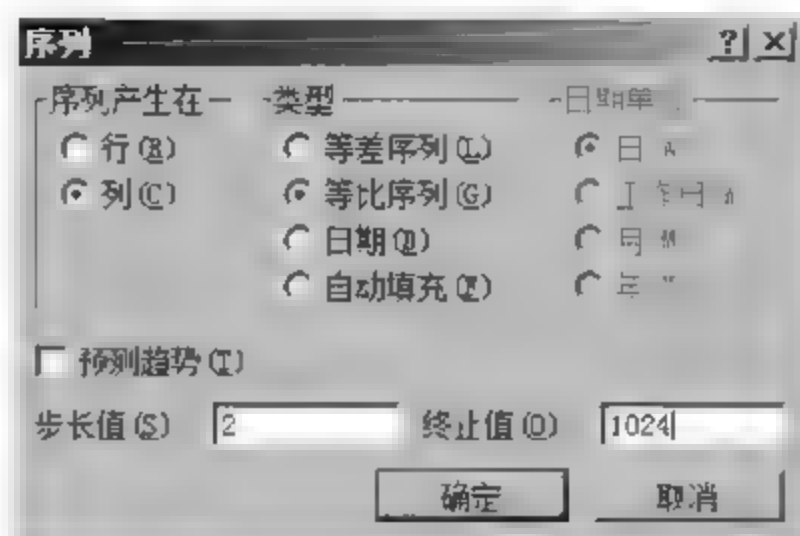 序列
序列产生在 类型
行(R) 等差序列(L) 日
列(C) 等比序列(G)
日期(D)
自动填充(F)
预测趋势(T)
步长值(S) 2 终止值(O) 1024
确定 取消